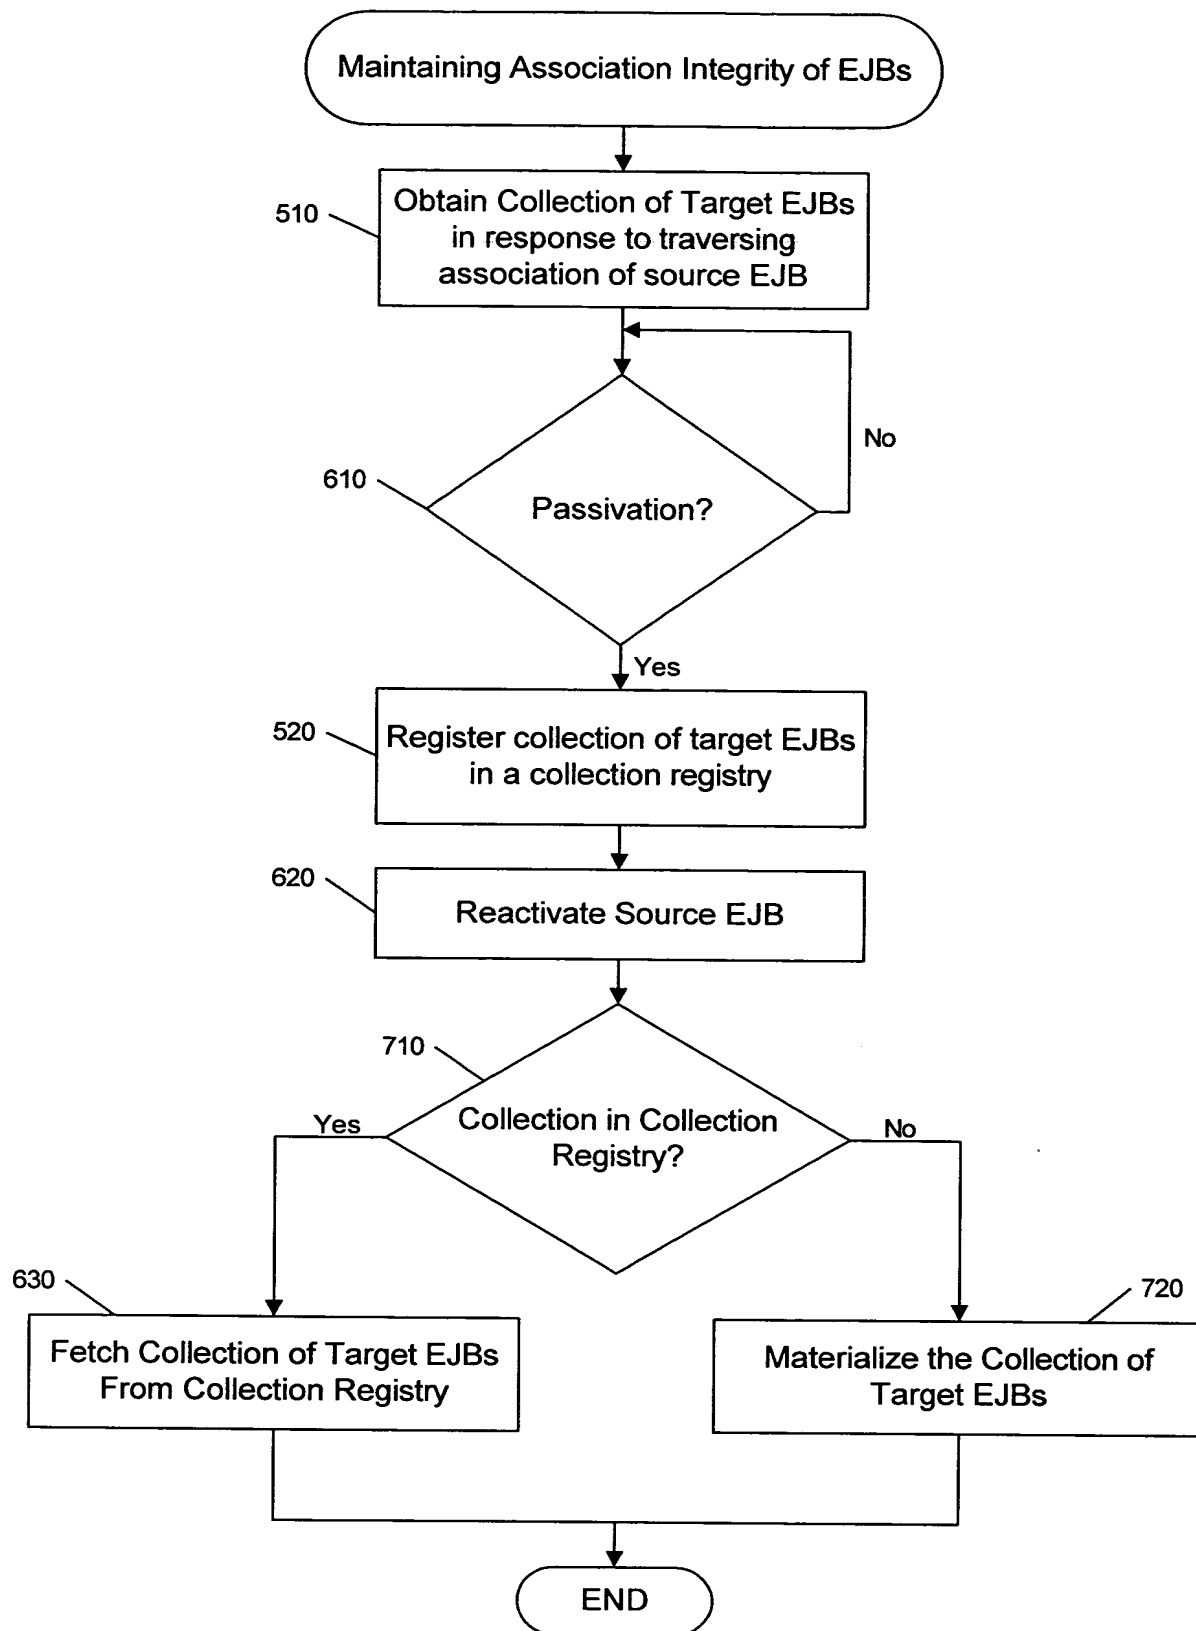 Maintaining Association Integrity of EJBs
510
Obtain Collection of Target EJBs
in response to traversing
association of source EJB
No
610
Passivation?
Yes
520
Register collection of target EJBs
in a collection registry
620
Reactivate Source EJB
710
Collection in Collection
Registry?
Yes
No
630
Fetch Collection of Target EJBs
From Collection Registry
720
Materialize the Collection of
Target EJBs
END